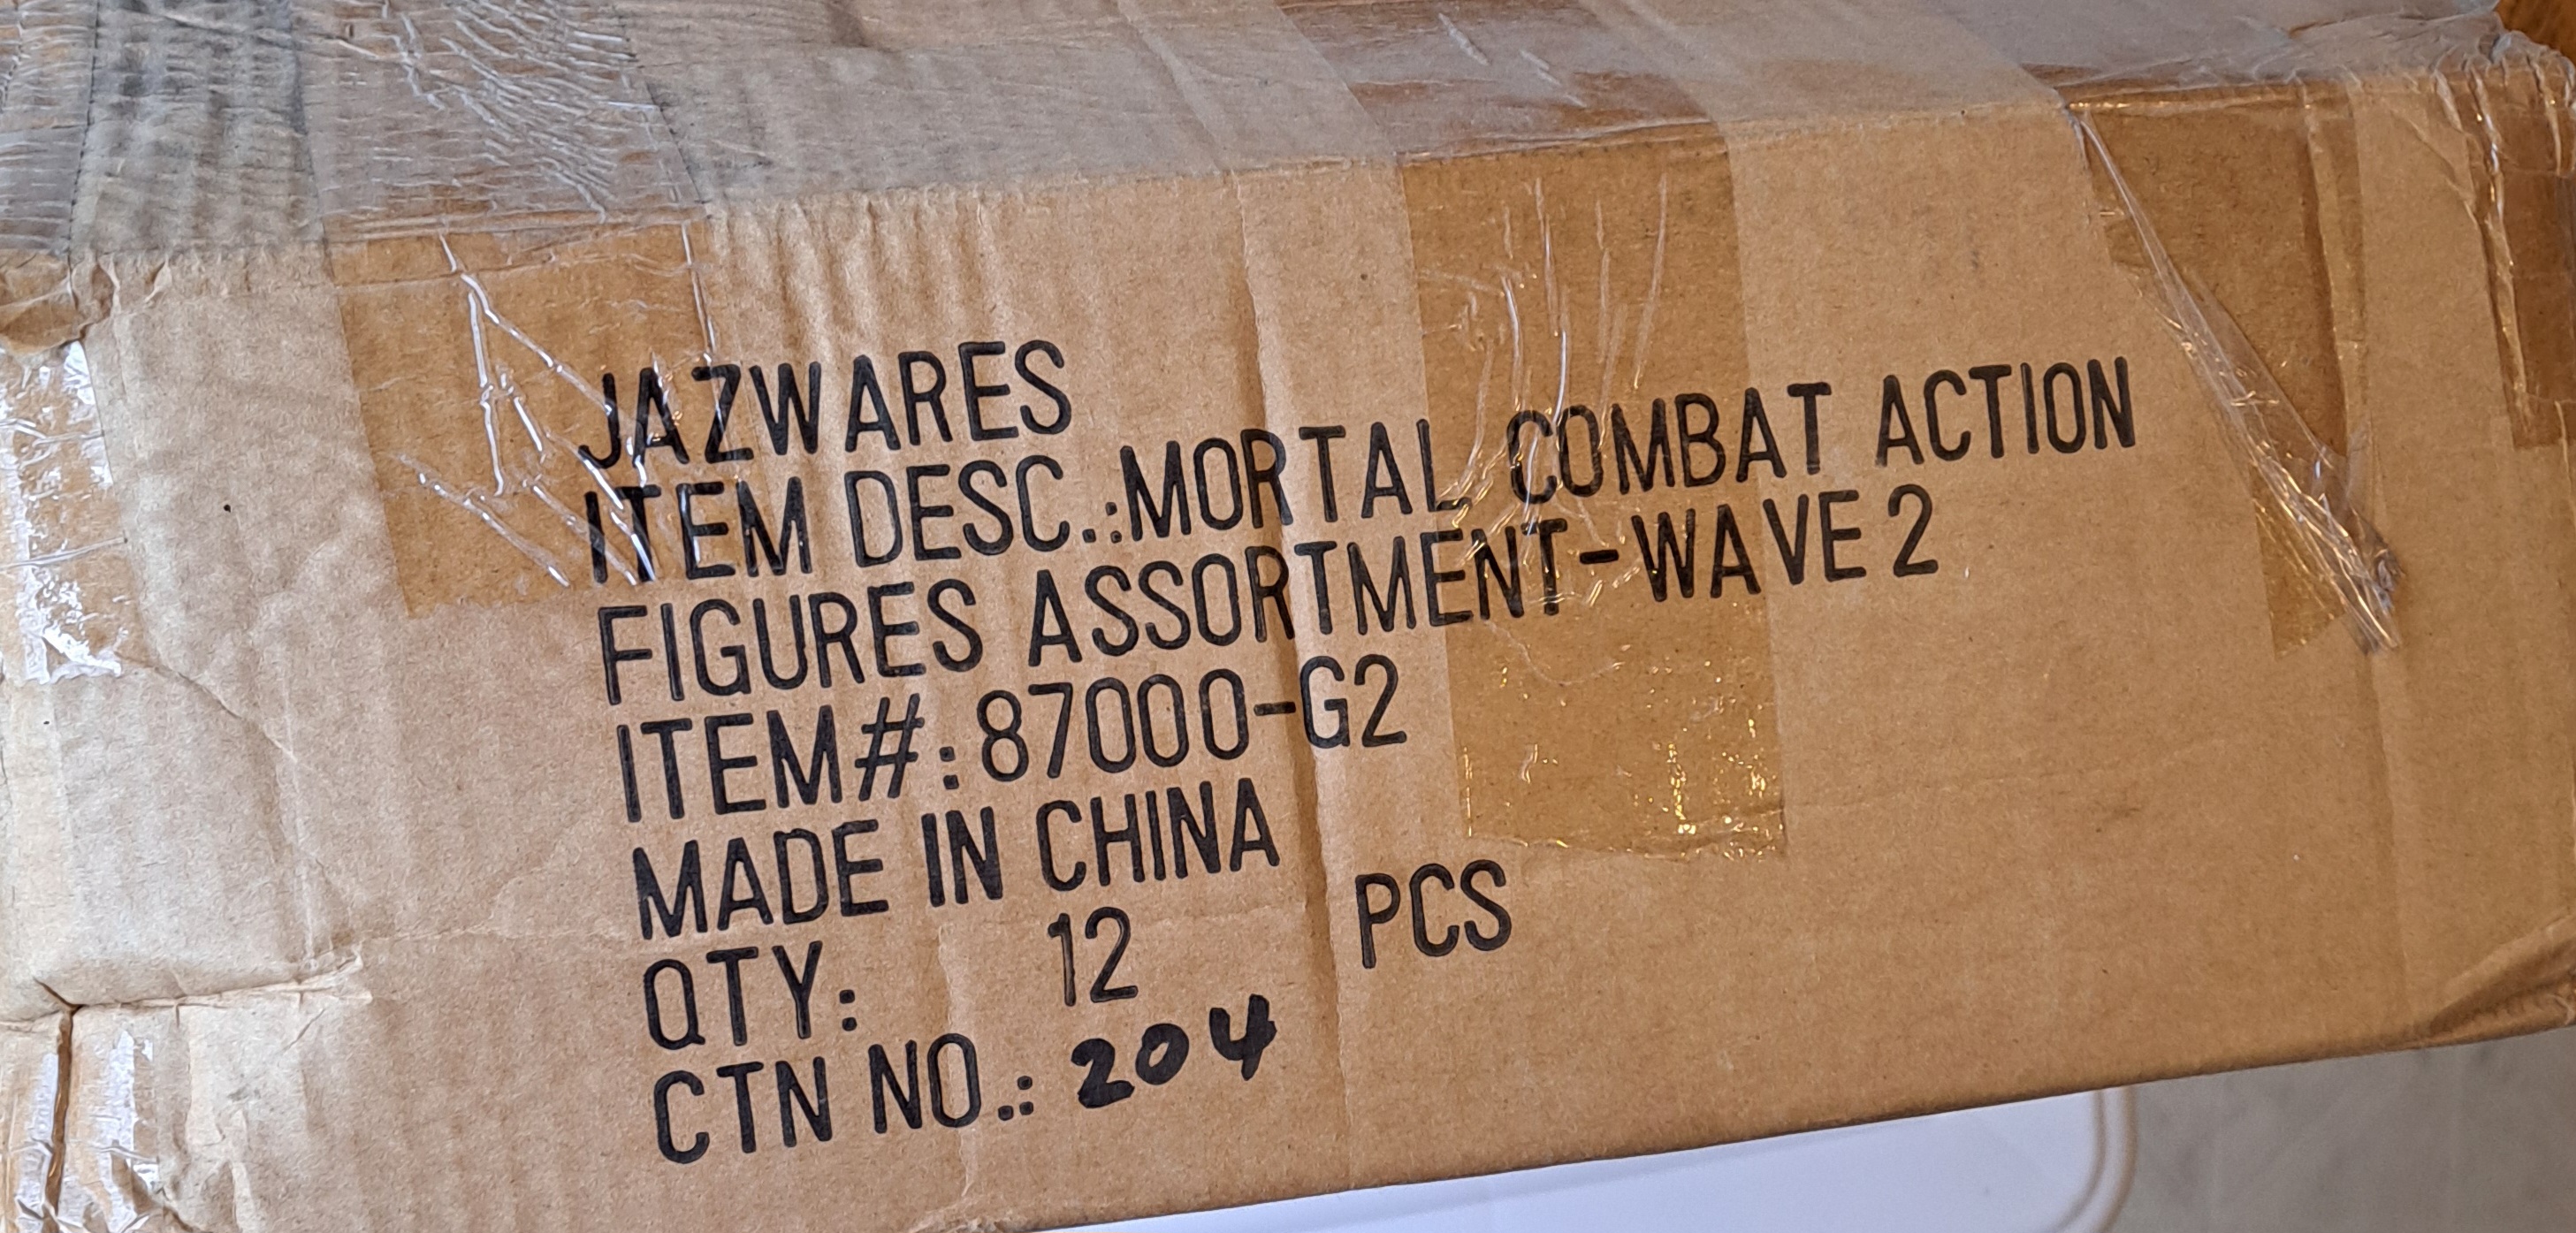 JAZWARES
ITEM DESC.:MORTAL COMBAT ACTION
FIGURES ASSORTMENT-WAVE 2
ITEM#: 87000-G2
MADE IN CHINA
QTY: 12 PCS
CTN NO.: 204